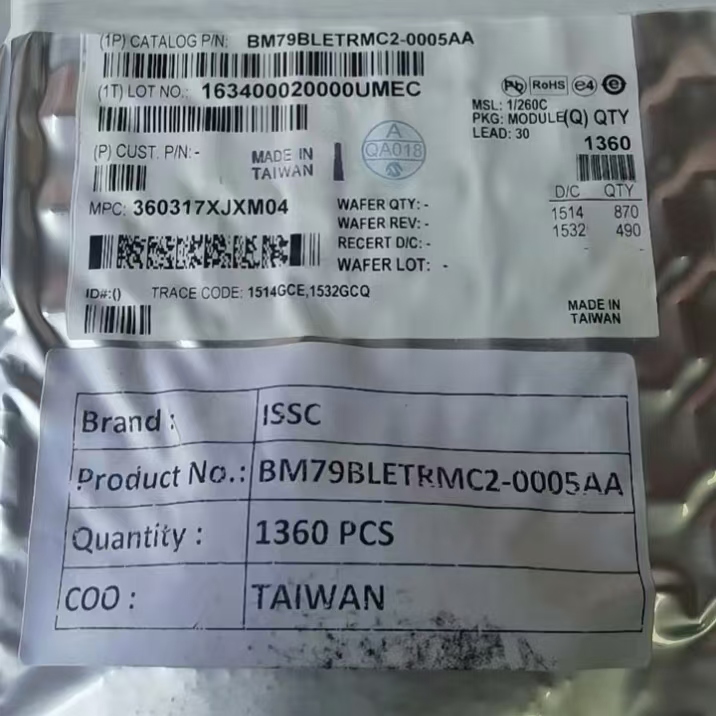 (1P) CATALOG P/N: BM79BLETRMC2-0005AA
(1T) LOT NO.: 163400020000UMEC
Pb RoHS e4 e
MSL: 1/260C
PKG: MODULE(Q) QTY
LEAD: 30
1360
(P) CUST. P/N:-
MADE IN
TAIWAN
A
QA018
D/C QTY
1514 870
1532 490
- -
MPC: 360317XJXM04
WAFER QTY: -
WAFER REV: -
RECERT D/C: -
WAFER LOT: -
ID#:() TRACE CODE: 1514GCE,1532GCQ
MADE IN
TAIWAN
Brand : ISSC
Product No.: BM79BLETRMC2-0005AA
Quantity : 1360 PCS
COO : TAIWAN